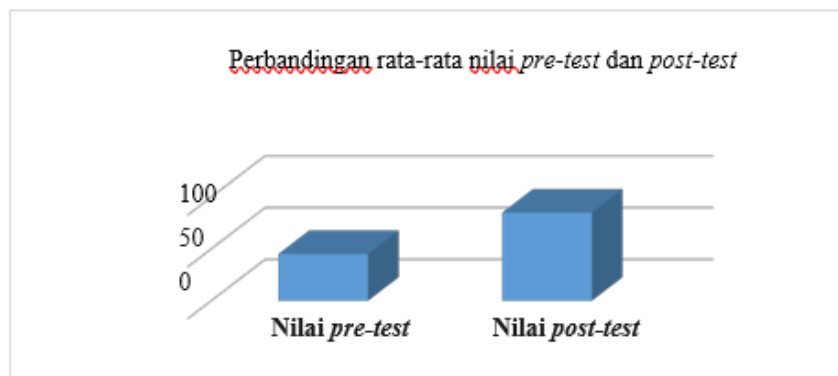 Perbandingan rata-rata nilai pre-test dan post-test
100
50
0
Nilai pre-test Nilai post-test